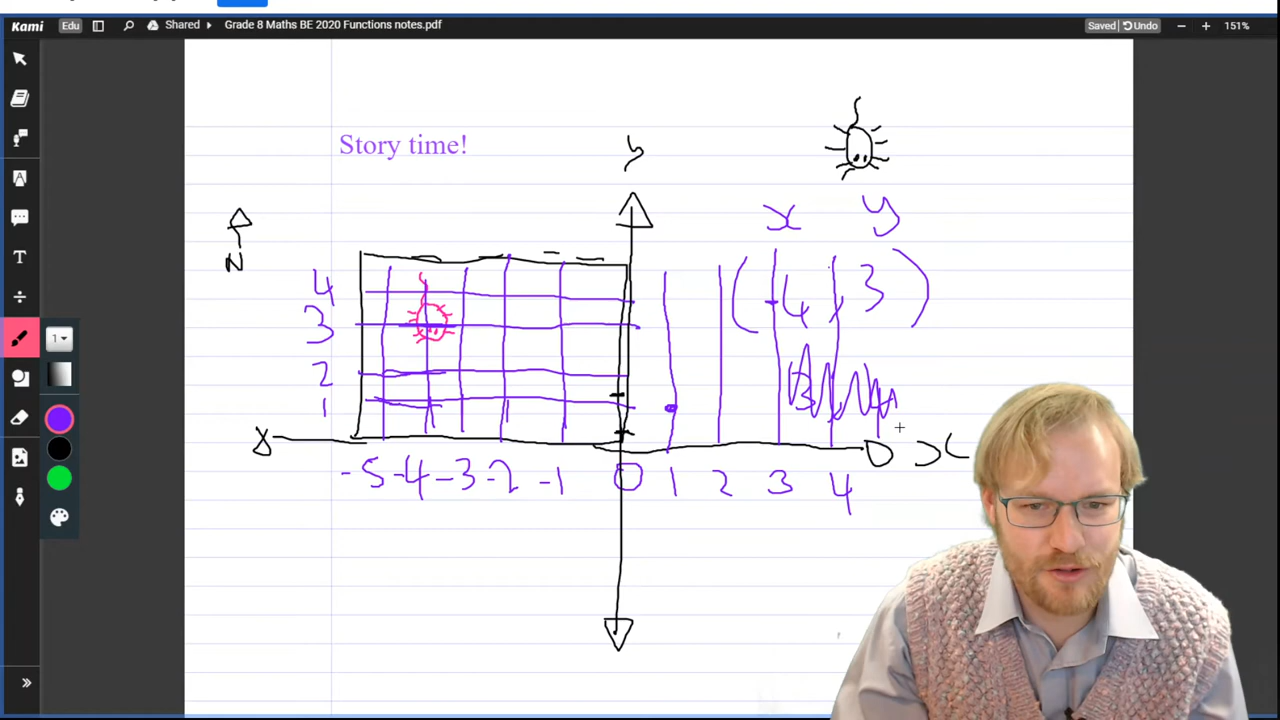 Kami Edu Shared Grade 8 Maths BE 2020 Functions notes.pdf Saved Undo 151%
Story time!
y
x y
N
(-4, 3)
4
3
2
1
x
-5 -4 -3 -2 -1 0 1 2 3 4
T
1